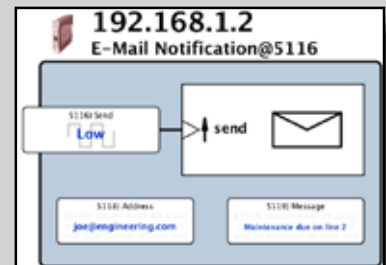 192.168.1.2
E-Mail Notification@5116
5116) Send
Low
send
5118) Address
joe@engineering.com
5119) Message
Maintenance due on line 2